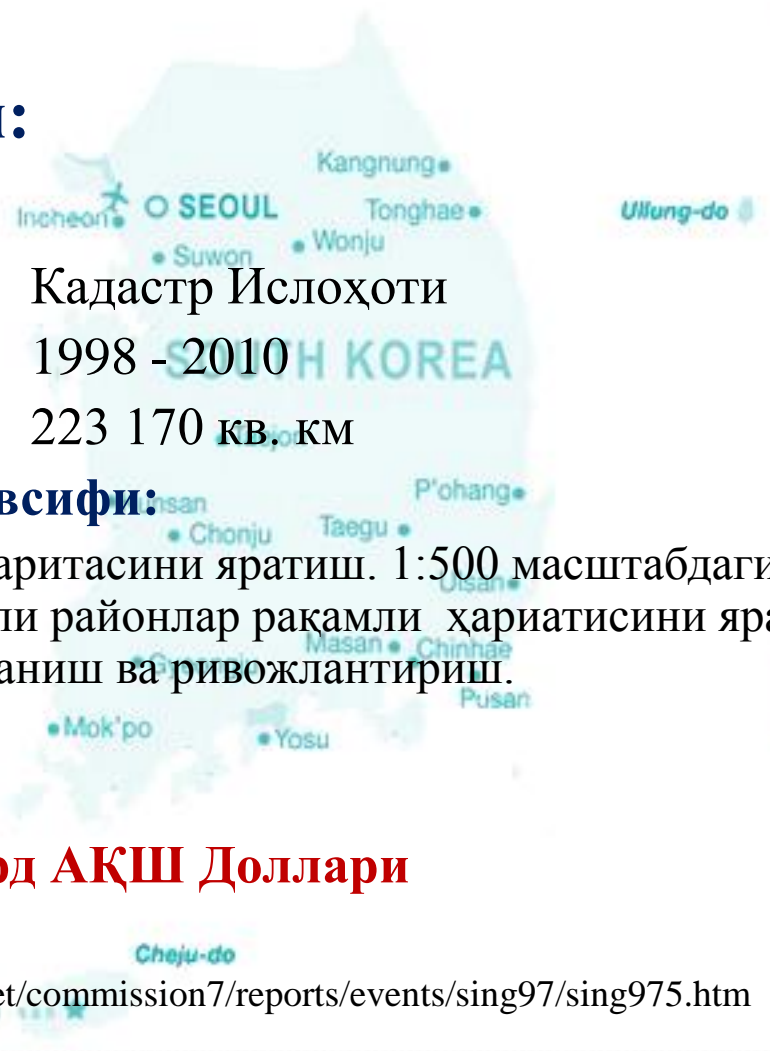 :
Kangnung
Incheon SEOUL Tonghae Ullung-do
Suwon Wonju
Кадастр Ислоҳоти
1998 - 2010
SOUTH KOREA
223 170 кв. км
всифи:
P'ohang
Chonju Taegu
аритасини яратиш. 1:500 масштабдаги
Ulsan
ли районлар рақамли ҳариатисини яра
Masan Chinhae
аниш ва ривожлантириш.
Pusan
Mok'po Yosu
рд АҚШ Доллари
Cheju-do
et/commission7/reports/events/sing97/sing975.htm